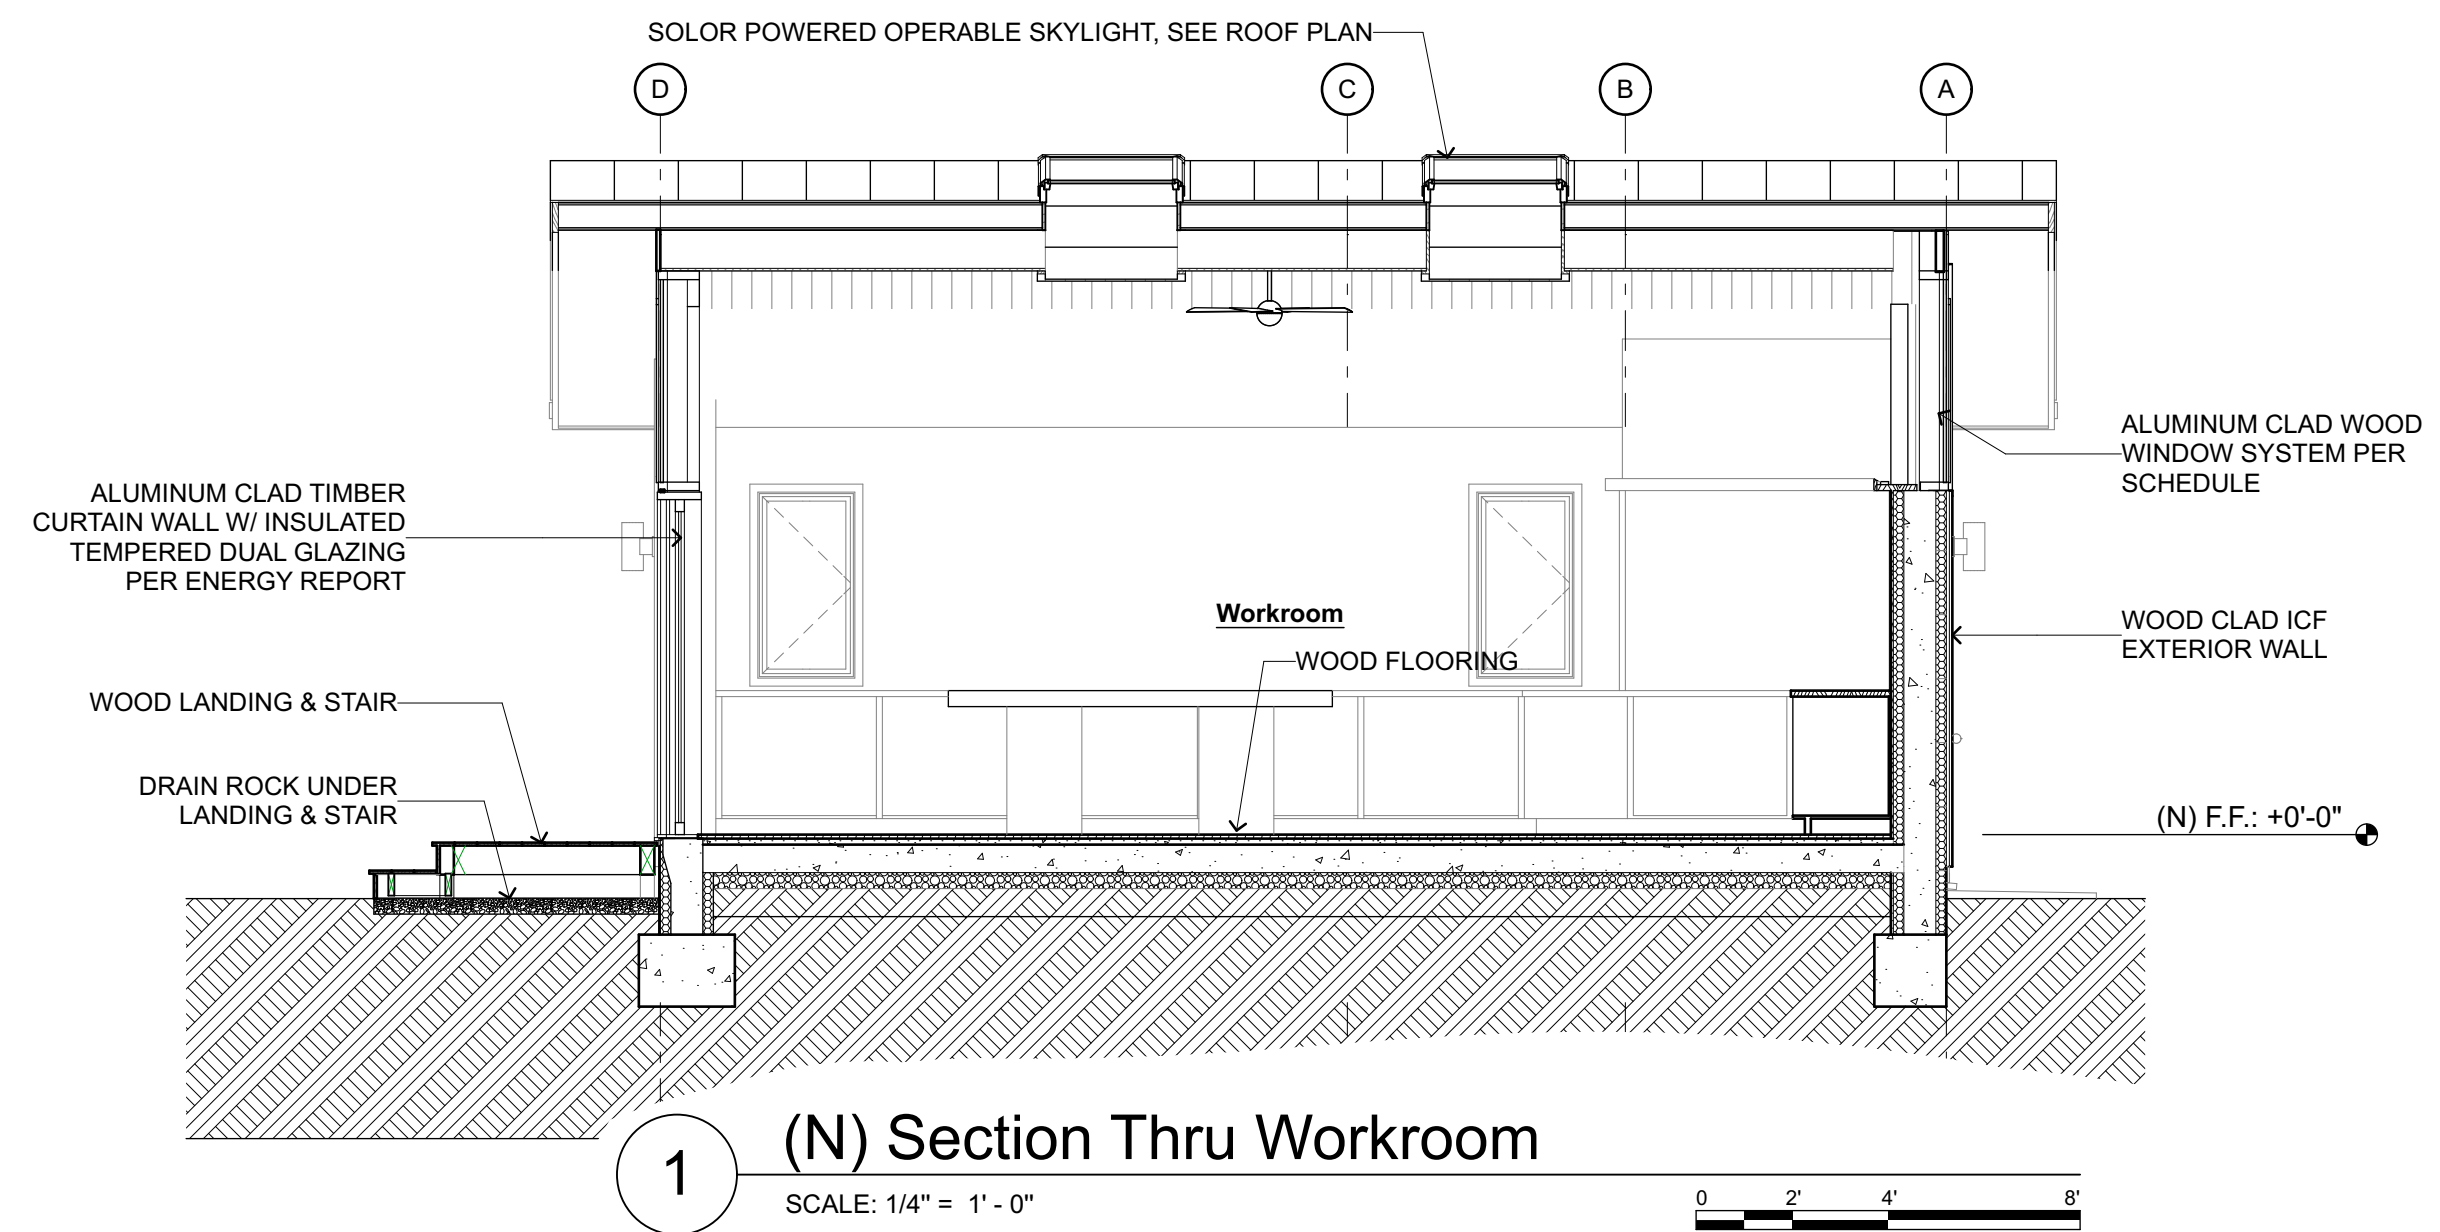 SOLOR POWERED OPERABLE SKYLIGHT, SEE ROOF PLAN
D
C
B
A
ALUMINUM CLAD WOOD
WINDOW SYSTEM PER
SCHEDULE
ALUMINUM CLAD TIMBER
CURTAIN WALL W/ INSULATED
TEMPERED DUAL GLAZING
PER ENERGY REPORT
Workroom
WOOD FLOORING
WOOD CLAD ICF
EXTERIOR WALL
WOOD LANDING & STAIR
DRAIN ROCK UNDER
LANDING & STAIR
(N) F.F.: +0'-0"
1
(N) Section Thru Workroom
SCALE: 1/4" = 1' - 0"
0 2' 4' 8'